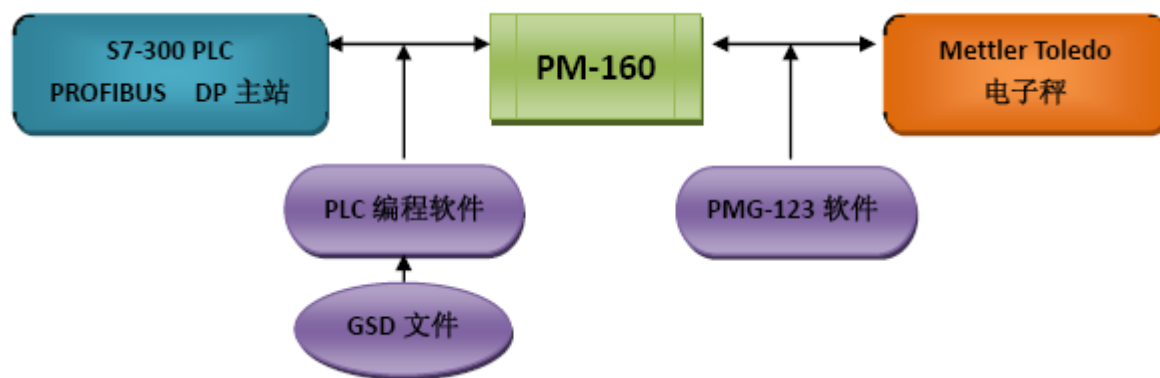 S7-300 PLC
PROFIBUS DP 主站
PM-160
Mettler Toledo
电子秤
PLC 编程软件
PMG-123 软件
GSD 文件